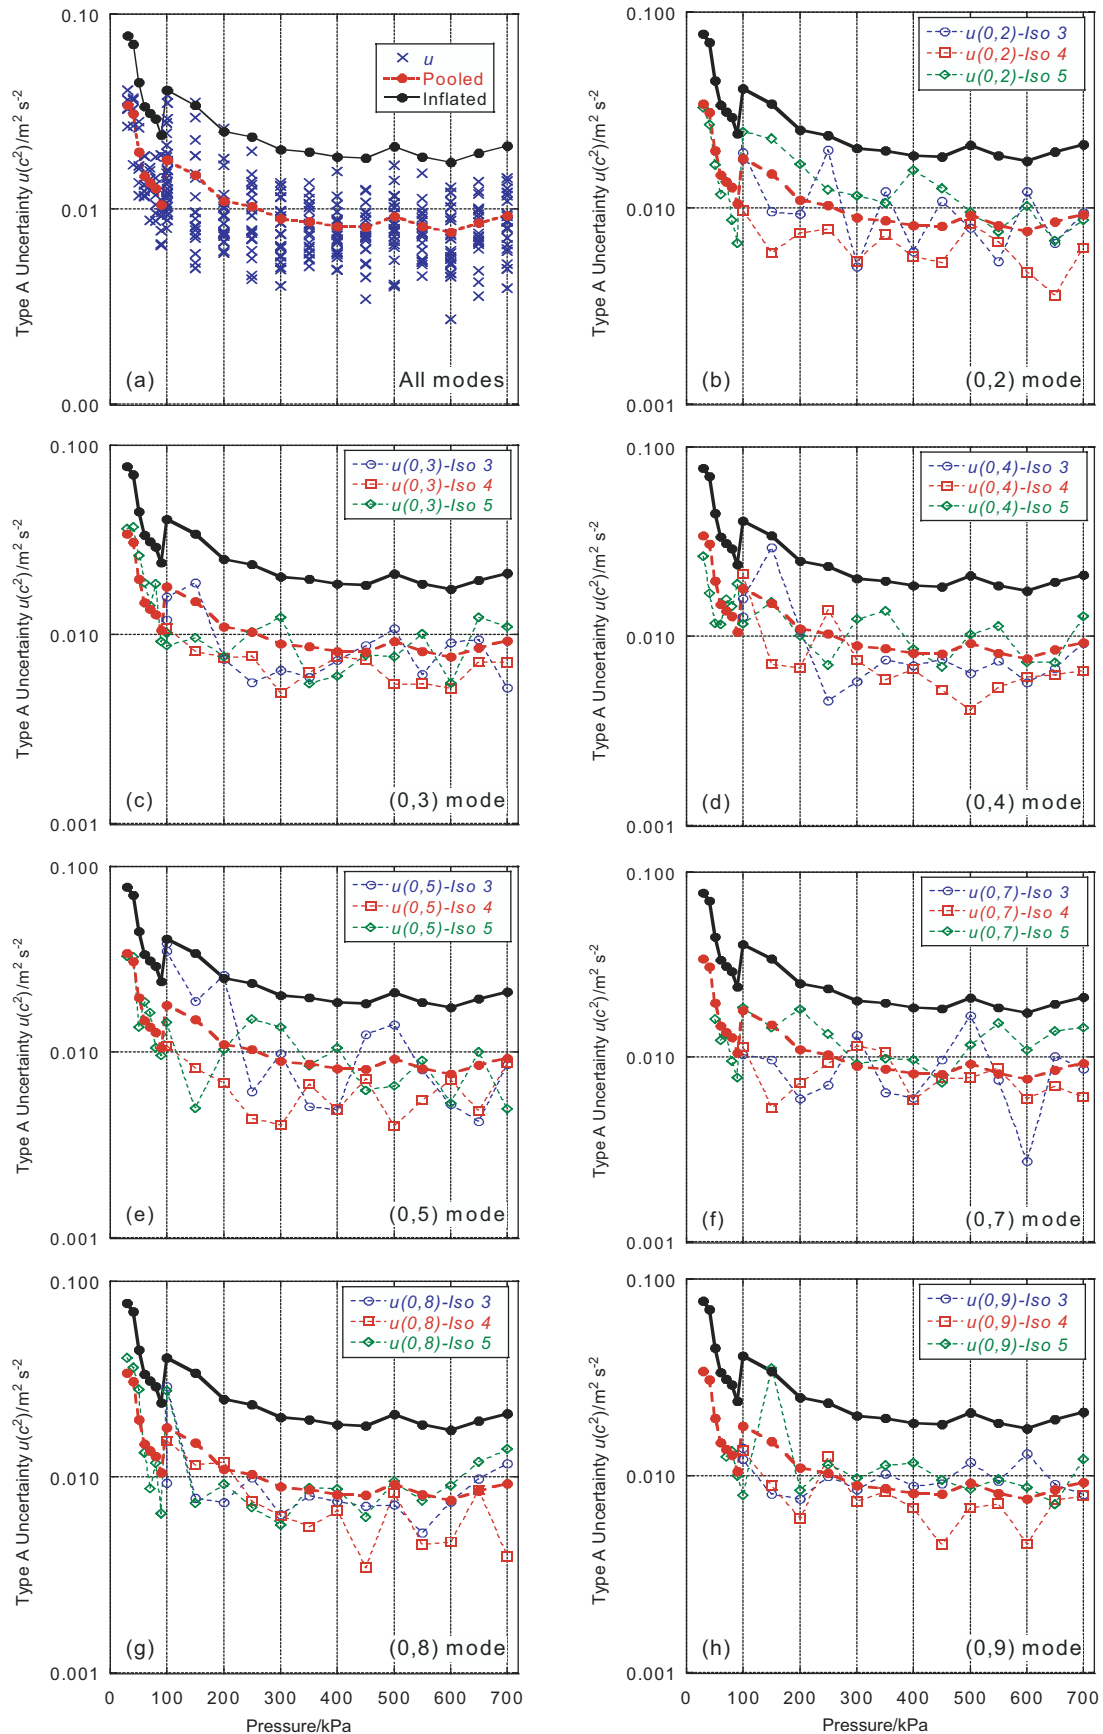 0.10
0.01
0.00
Type A Uncertainty u(c²)/m² s⁻²
u
Pooled
Inflated
(a)
All modes
0.100
0.010
0.001
Type A Uncertainty u(c²)/m² s⁻²
u(0,2)-Iso 3
u(0,2)-Iso 4
u(0,2)-Iso 5
(b)
(0,2) mode
0.100
0.010
0.001
Type A Uncertainty u(c²)/m² s⁻²
u(0,3)-Iso 3
u(0,3)-Iso 4
u(0,3)-Iso 5
(c)
(0,3) mode
0.100
0.010
0.001
Type A Uncertainty u(c²)/m² s⁻²
u(0,4)-Iso 3
u(0,4)-Iso 4
u(0,4)-Iso 5
(d)
(0,4) mode
0.100
0.010
0.001
Type A Uncertainty u(c²)/m² s⁻²
u(0,5)-Iso 3
u(0,5)-Iso 4
u(0,5)-Iso 5
(e)
(0,5) mode
0.100
0.010
0.001
Type A Uncertainty u(c²)/m² s⁻²
u(0,7)-Iso 3
u(0,7)-Iso 4
u(0,7)-Iso 5
(f)
(0,7) mode
0.100
0.010
0.001
Type A Uncertainty u(c²)/m² s⁻²
u(0,8)-Iso 3
u(0,8)-Iso 4
u(0,8)-Iso 5
(g)
(0,8) mode
0 100 200 300 400 500 600 700
Pressure/kPa
0.100
0.010
0.001
Type A Uncertainty u(c²)/m² s⁻²
u(0,9)-Iso 3
u(0,9)-Iso 4
u(0,9)-Iso 5
(h)
(0,9) mode
0 100 200 300 400 500 600 700
Pressure/kPa